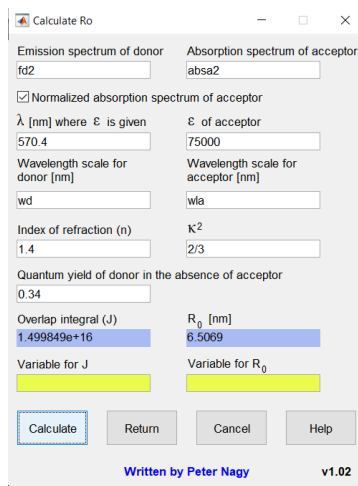 Calculate Ro
Emission spectrum of donor Absorption spectrum of acceptor
fd2 absa2
Normalized absorption spectrum of acceptor
λ [nm] where ε is given ε of acceptor
570.4 75000
Wavelength scale for donor [nm] Wavelength scale for acceptor [nm]
wd wla
Index of refraction (n) κ2
1.4 2/3
Quantum yield of donor in the absence of acceptor
0.34
Overlap integral (J) R0 [nm]
1.499849e+16 6.5069
Variable for J Variable for R0
Calculate Return Cancel Help
Written by Peter Nagy v1.02